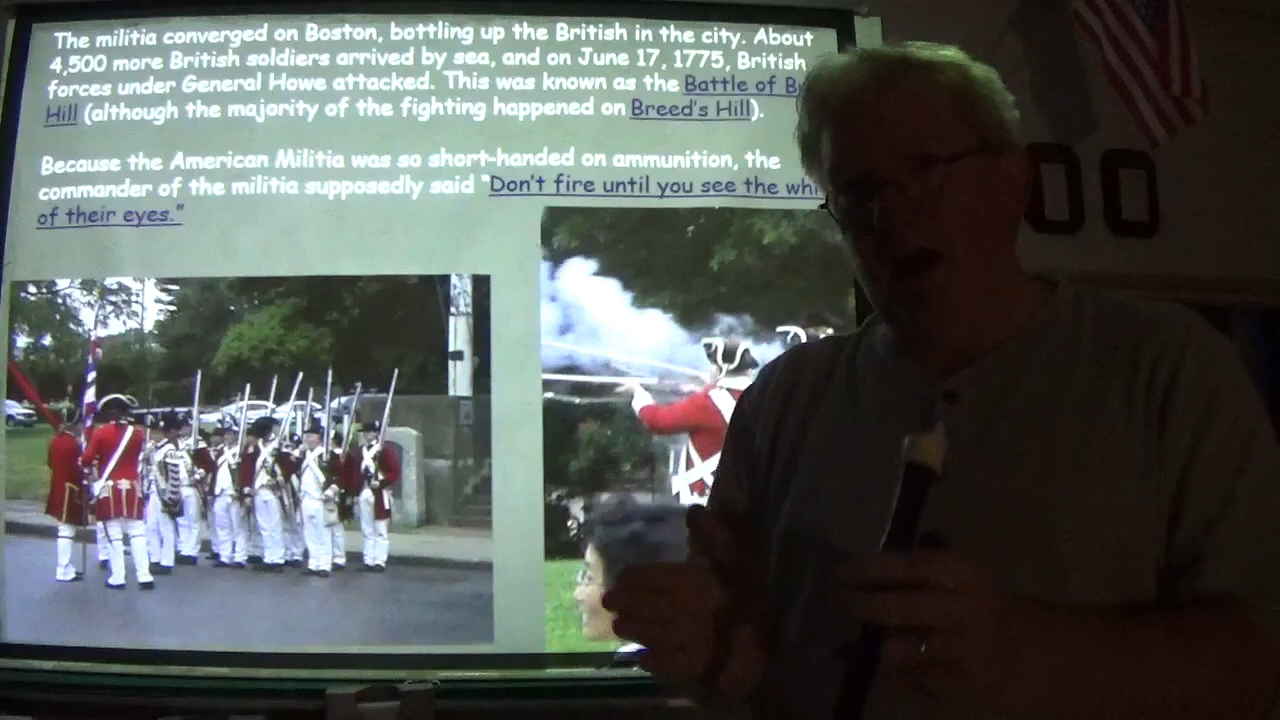 The militia converged on Boston, bottling up the British in the city. About
4,500 more British soldiers arrived by sea, and on June 17, 1775, British
forces under General Howe attacked. This was known as the Battle of B
Hill (although the majority of the fighting happened on Breed's Hill).
Because the American Militia was so short-handed on ammunition, the
commander of the militia supposedly said "Don't fire until you see the whi
of their eyes."
00